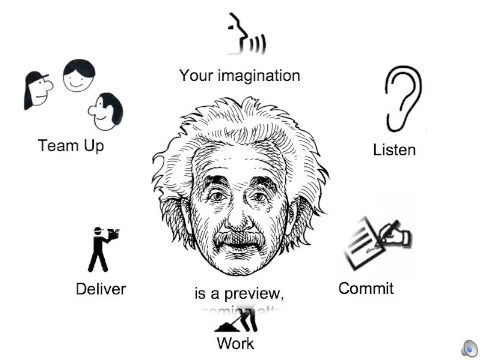 Your imagination
Team Up
Listen
Deliver
is a preview,
Commit
Work